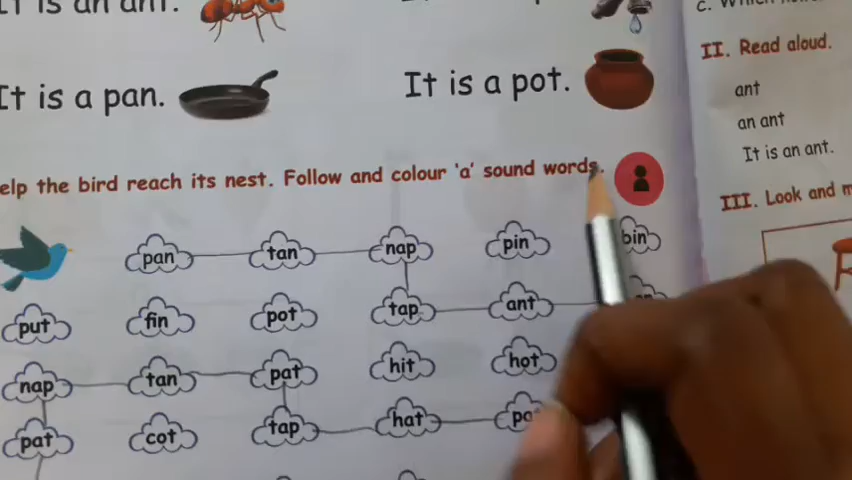 It is an ant.
It is a pan.
It is a pot.
elp the bird reach its nest. Follow and colour 'a' sound words.
pan tan nap pin bin
put fin pot tap ant
nap tan pat hit hot
pat cot tap hat
c.
II. Read aloud.
ant
an ant
It is an ant.
III. Look and m